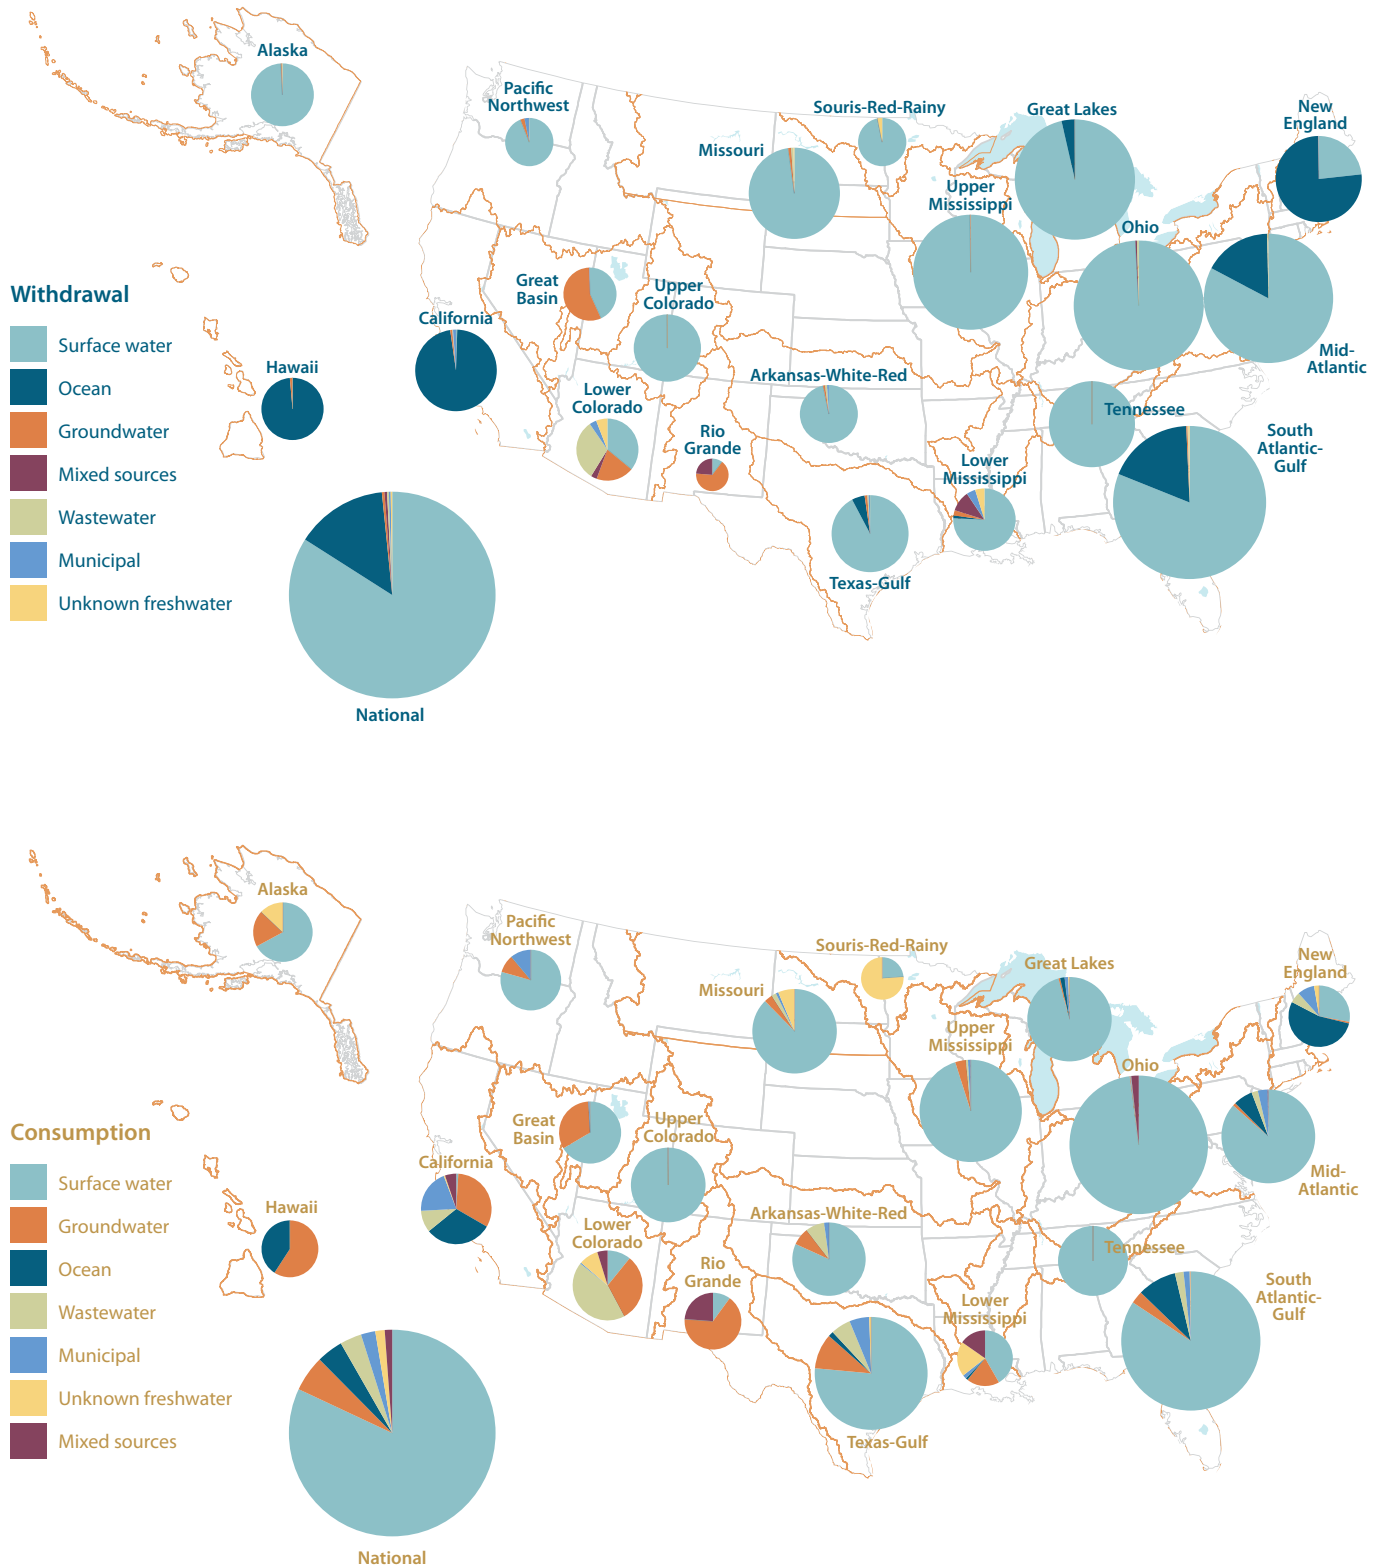 Alaska
Pacific
Northwest
Souris-Red-Rainy
Great Lakes
New
England
Missouri
Upper
Mississippi
Ohio
Great
Basin
Upper
Colorado
Withdrawal
California
Surface water
Mid-
Atlantic
Ocean
Hawaii
Arkansas-White-Red
Lower
Colorado
Tennessee
Groundwater
Rio
Grande
South
Atlantic-
Gulf
Mixed sources
Lower
Mississippi
Wastewater
Municipal
Texas-Gulf
Unknown freshwater
National
Alaska
Pacific
Northwest
Souris-Red-Rainy
Great Lakes
New
England
Missouri
Upper
Mississippi
Ohio
Great
Basin
Upper
Colorado
Consumption
California
Surface water
Mid-
Atlantic
Hawaii
Arkansas-White-Red
Groundwater
Lower
Colorado
Tennessee
Ocean
Rio
Grande
South
Atlantic-
Gulf
Wastewater
Lower
Mississippi
Municipal
Unknown freshwater
Texas-Gulf
Mixed sources
National